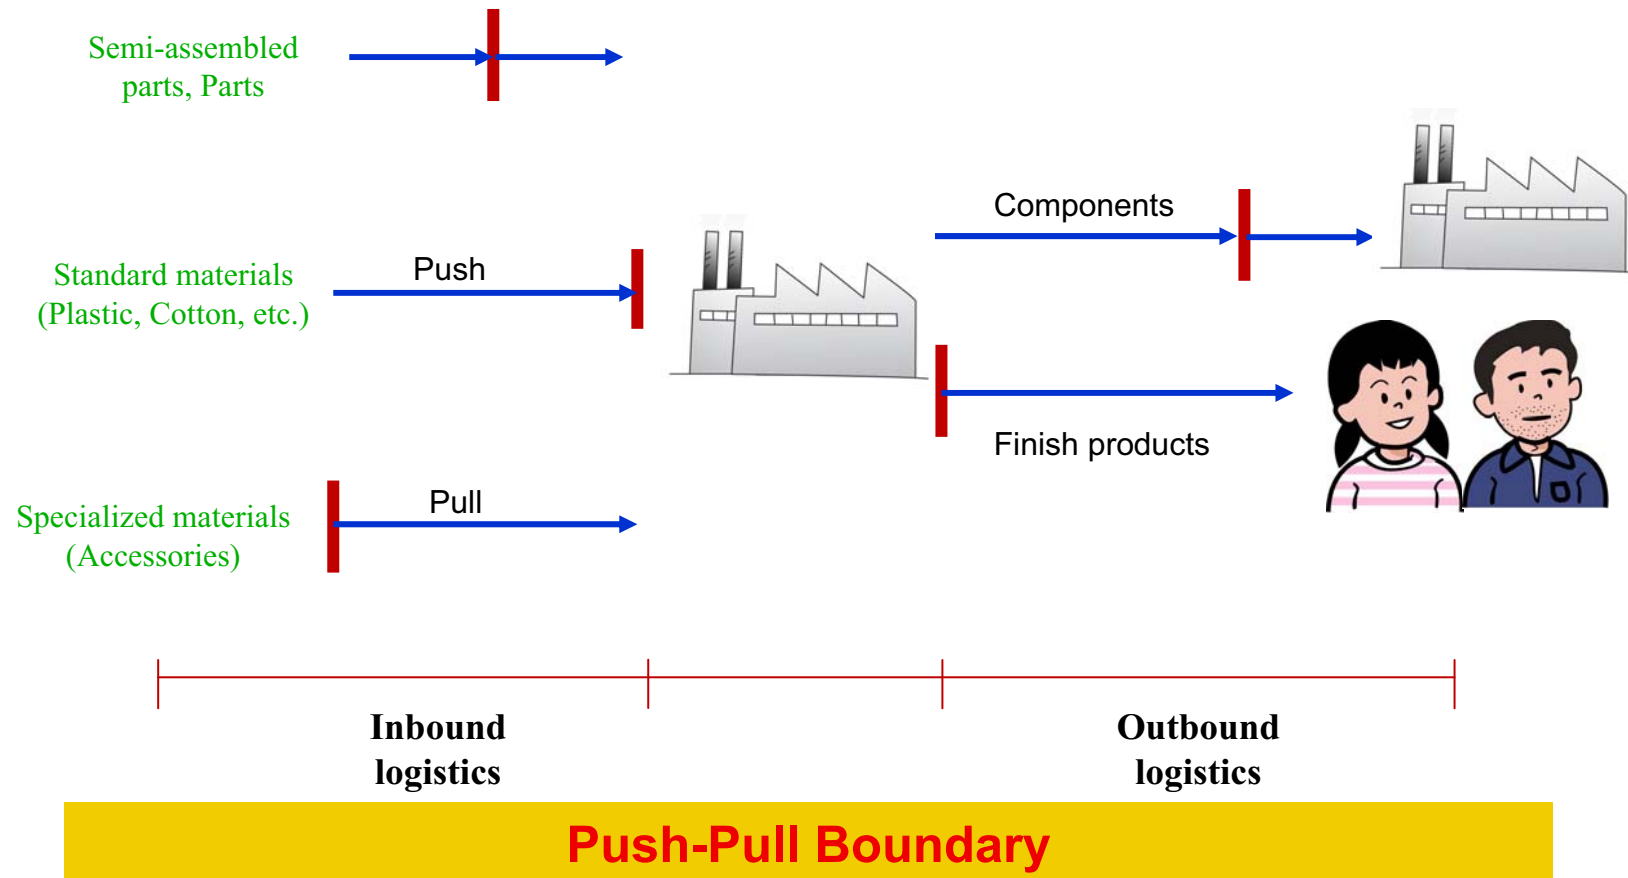 Semi-assembled
parts, Parts
Components
Push
Standard materials
(Plastic, Cotton, etc.)
Finish products
Pull
Specialized materials
(Accessories)
Inbound
logistics
Outbound
logistics
Push-Pull Boundary